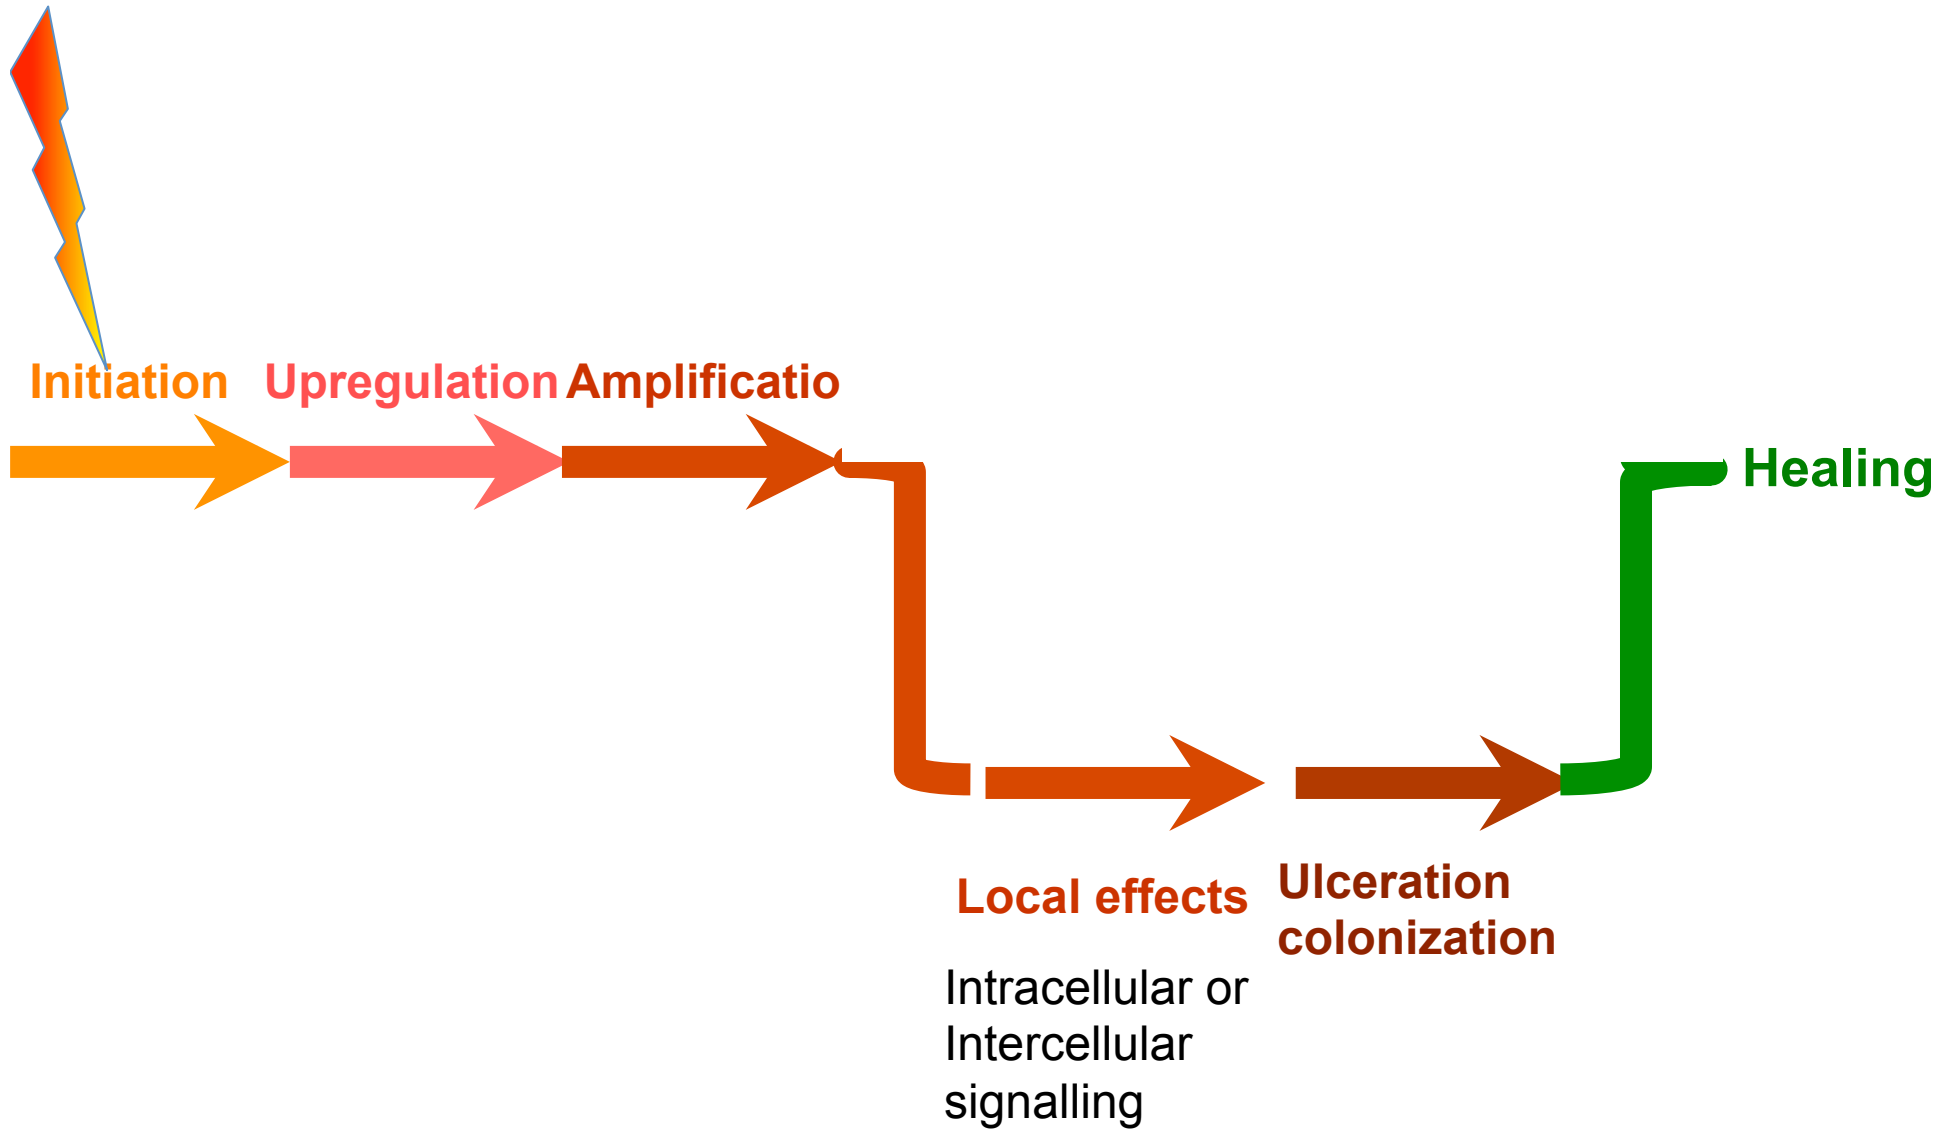 Initiation
Upregulation
Amplificatio
Healing
Local effects
Ulceration
colonization
Intracellular or
Intercellular
signalling